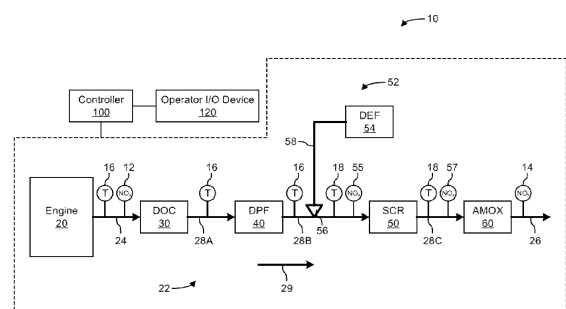 10
Controller
100
Operator I/O Device
120
52
DEF
54
58
16
12
16
16
18
55
18
57
14
T
NOx
T
T
T
NOx
T
NOx
NOx
Engine
20
DOC
30
DPF
40
SCR
50
AMOX
60
24
28A
28B
56
28C
26
22
29